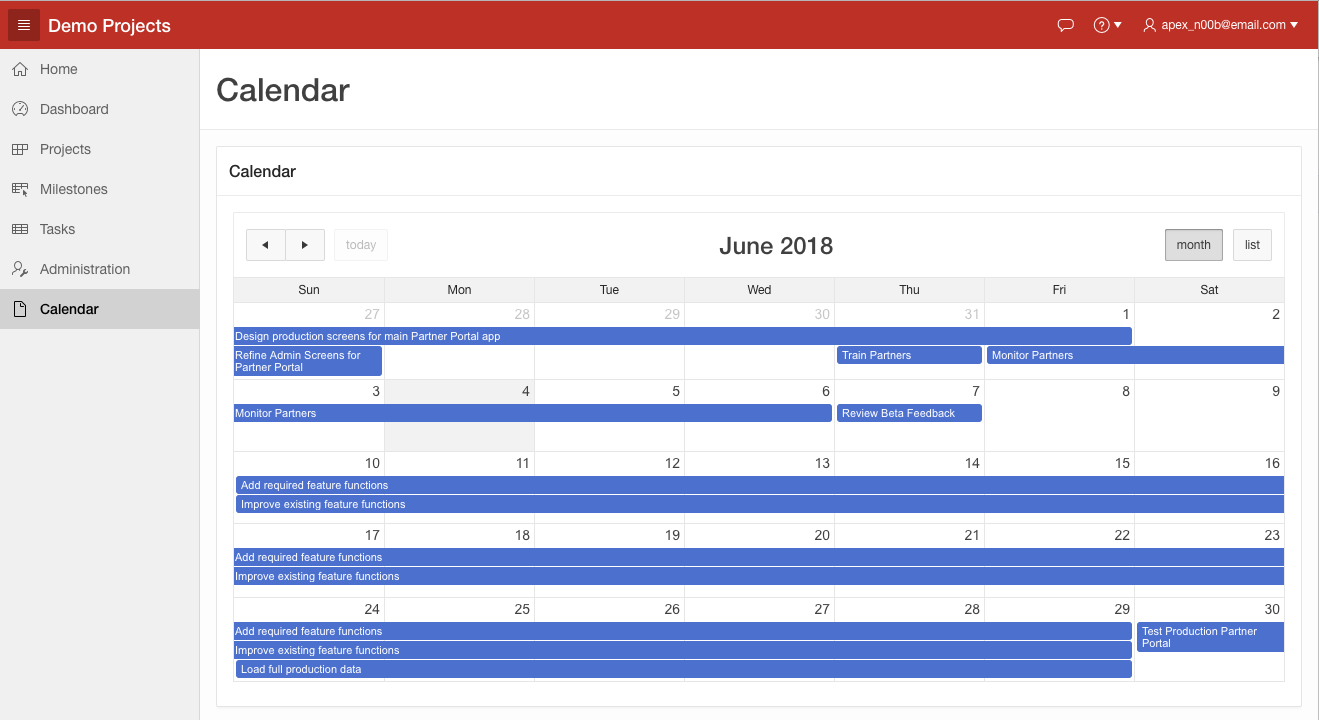 Demo Projects
apex_n00b@email.com
Home
Dashboard
Projects
Milestones
Tasks
Administration
Calendar
Calendar
Calendar
today
June 2018
month
list
Sun Mon Tue Wed Thu Fri Sat
27 28 29 30 31 1 2
Design production screens for main Partner Portal app
Refine Admin Screens for
Partner Portal
Train Partners
Monitor Partners
3 4 5 6 7 8 9
Monitor Partners
Review Beta Feedback
10 11 12 13 14 15 16
Add required feature functions
Improve existing feature functions
17 18 19 20 21 22 23
Add required feature functions
Improve existing feature functions
24 25 26 27 28 29 30
Add required feature functions
Test Production Partner
Portal
Improve existing feature functions
Load full production data